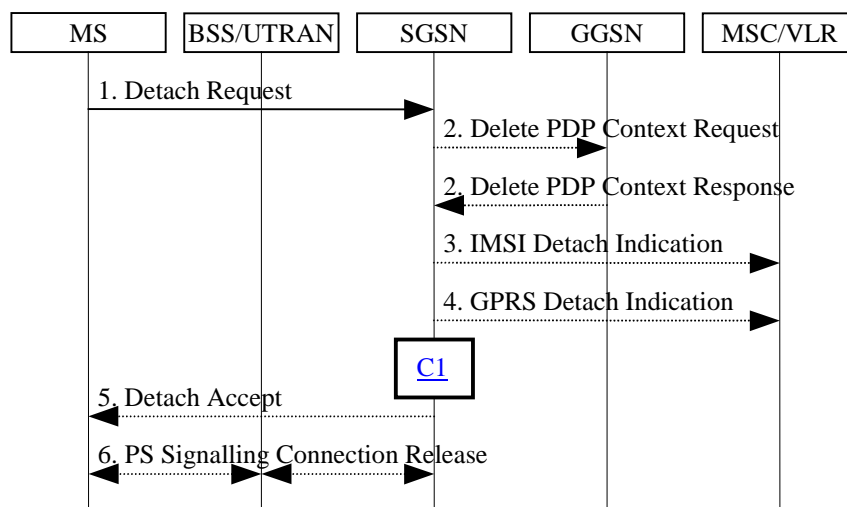 MS
BSS/UTRAN
SGSN
GGSN
MSC/VLR
1. Detach Request
2. Delete PDP Context Request
2. Delete PDP Context Response
3. IMSI Detach Indication
4. GPRS Detach Indication
C1
5. Detach Accept
6. PS Signalling Connection Release